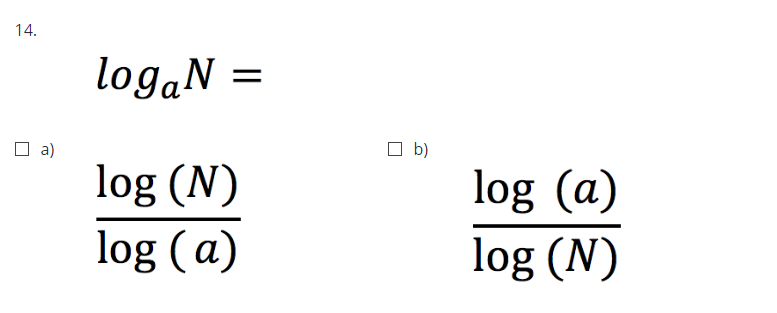 14.
logₐN =
a)
log (N)
log ( a)
b)
log (a)
log (N)